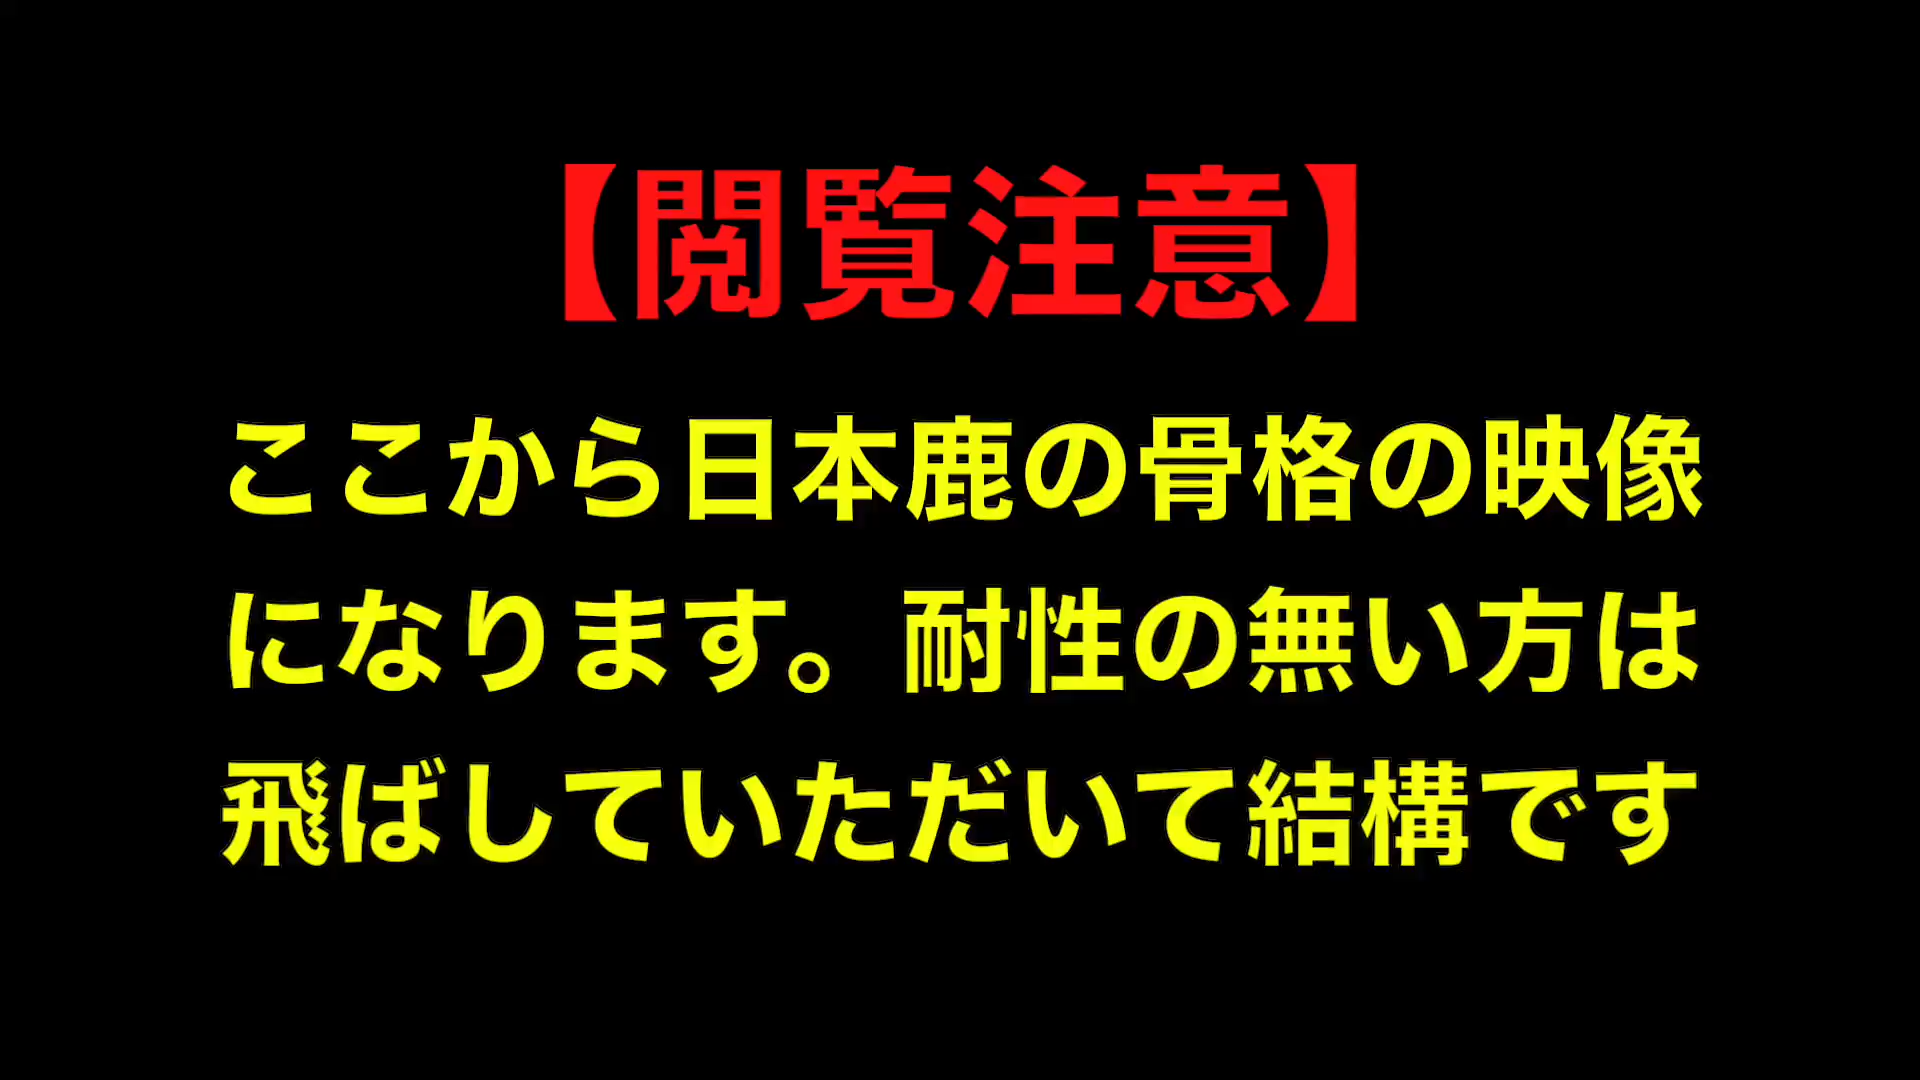 【閲覧注意】
ここから日本鹿の骨格の映像
になります。耐性の無い方は
飛ばしていただいて結構です